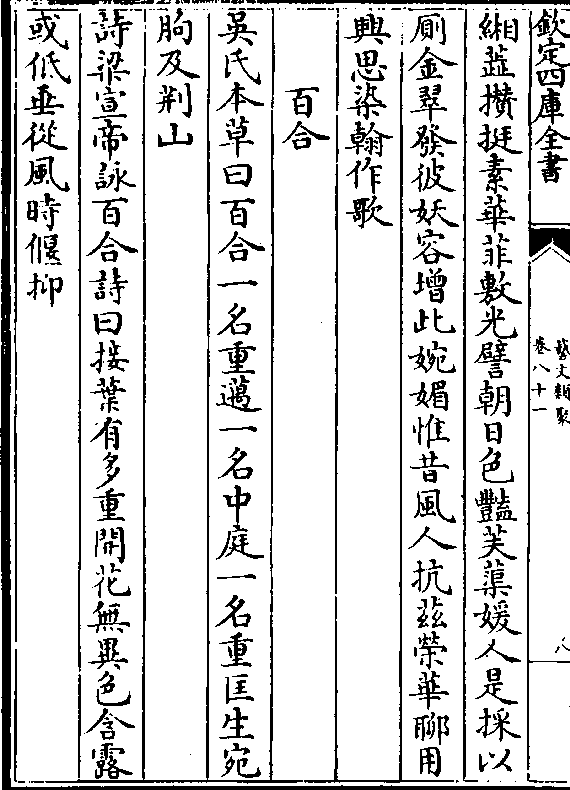 欽定四庫全書
藝文類聚
卷八十一
八
緗蘂攢挺素華菲敷光譬朝日色豔芙蕖媛人是採以
厠金翠發彼妖容增此婉媚惟昔風人抗兹榮華聊用
興思染翰作歌
百合
吳氏本草曰百合一名重邁一名中庭一名重匡生宛
朐及荆山
詩梁宣帝詠百合詩曰接葉有多重開花無異色含露
或低垂從風時偃抑